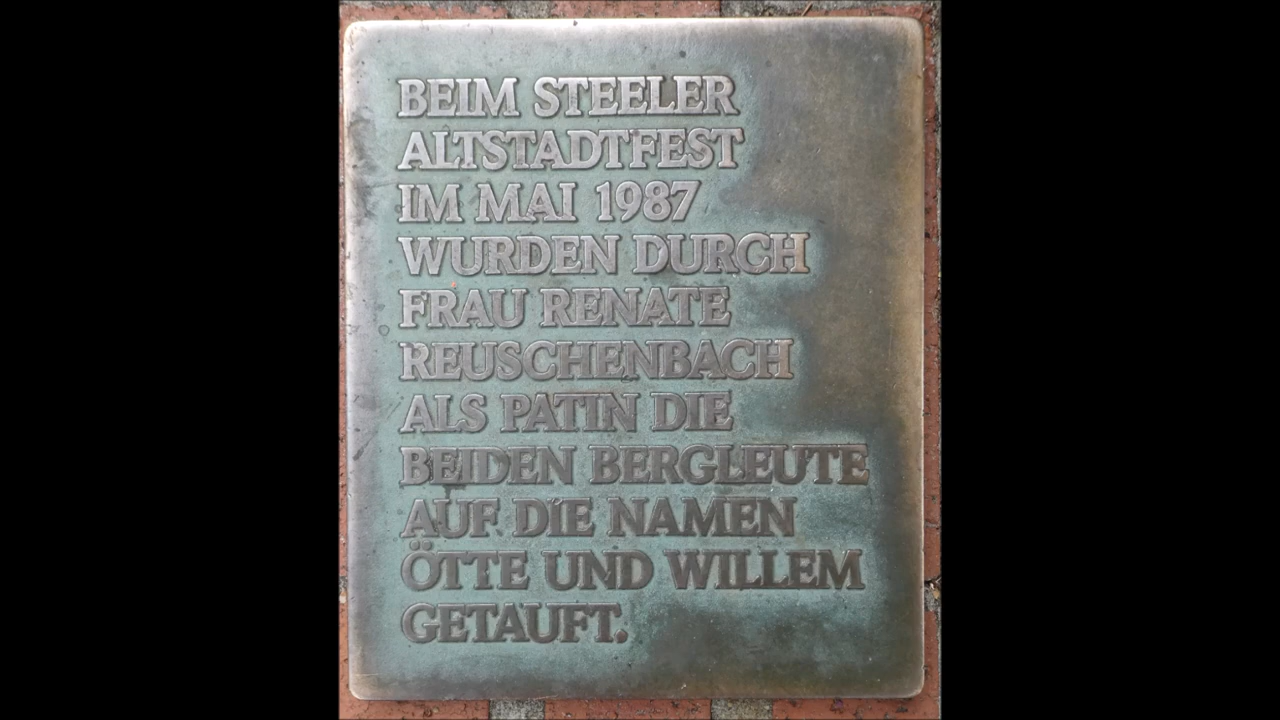 BEIM STEELER
ALTSTADTFEST
IM MAI 1987
WURDEN DURCH
FRAU RENATE
REUSCHENBACH
ALS PATIN DIE
BEIDEN BERGLEUTE
AUF DIE NAMEN
ÖTTE UND WILLEM
GETAUFT.